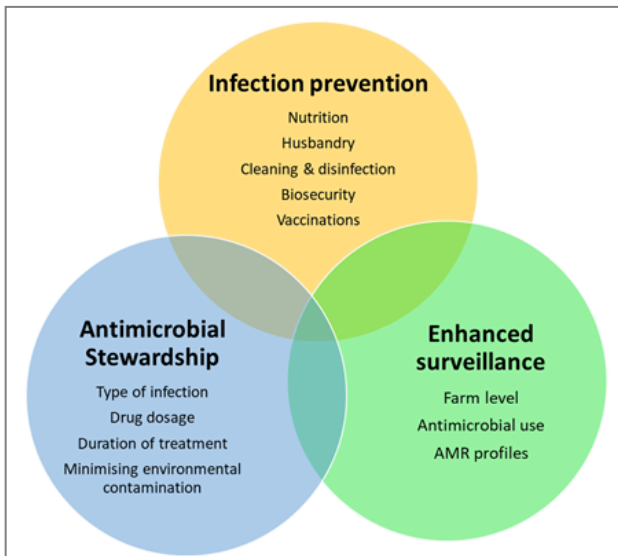 Infection prevention
Nutrition
Husbandry
Cleaning & disinfection
Biosecurity
Vaccinations
Antimicrobial
Stewardship
Type of infection
Drug dosage
Duration of treatment
Minimising environmental
contamination
Enhanced
surveillance
Farm level
Antimicrobial use
AMR profiles